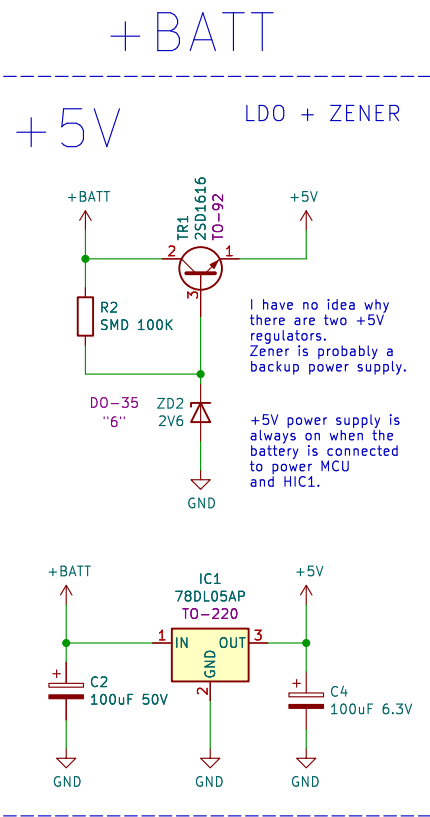 +BATT
+5V
LDO + ZENER
+BATT
TR1
2SD1616
TO-92
+5V
2
1
3
R2
SMD 100K
I have no idea why
there are two +5V
regulators.
Zener is probably a
backup power supply.
DO-35
"6"
ZD2
2V6
+5V power supply is
always on when the
battery is connected
to power MCU
and HIC1.
GND
+BATT
IC1
78DL05AP
TO-220
+5V
1
IN
OUT
3
GND
2
+
C2
100uF 50V
+
C4
100uF 6.3V
GND
GND
GND